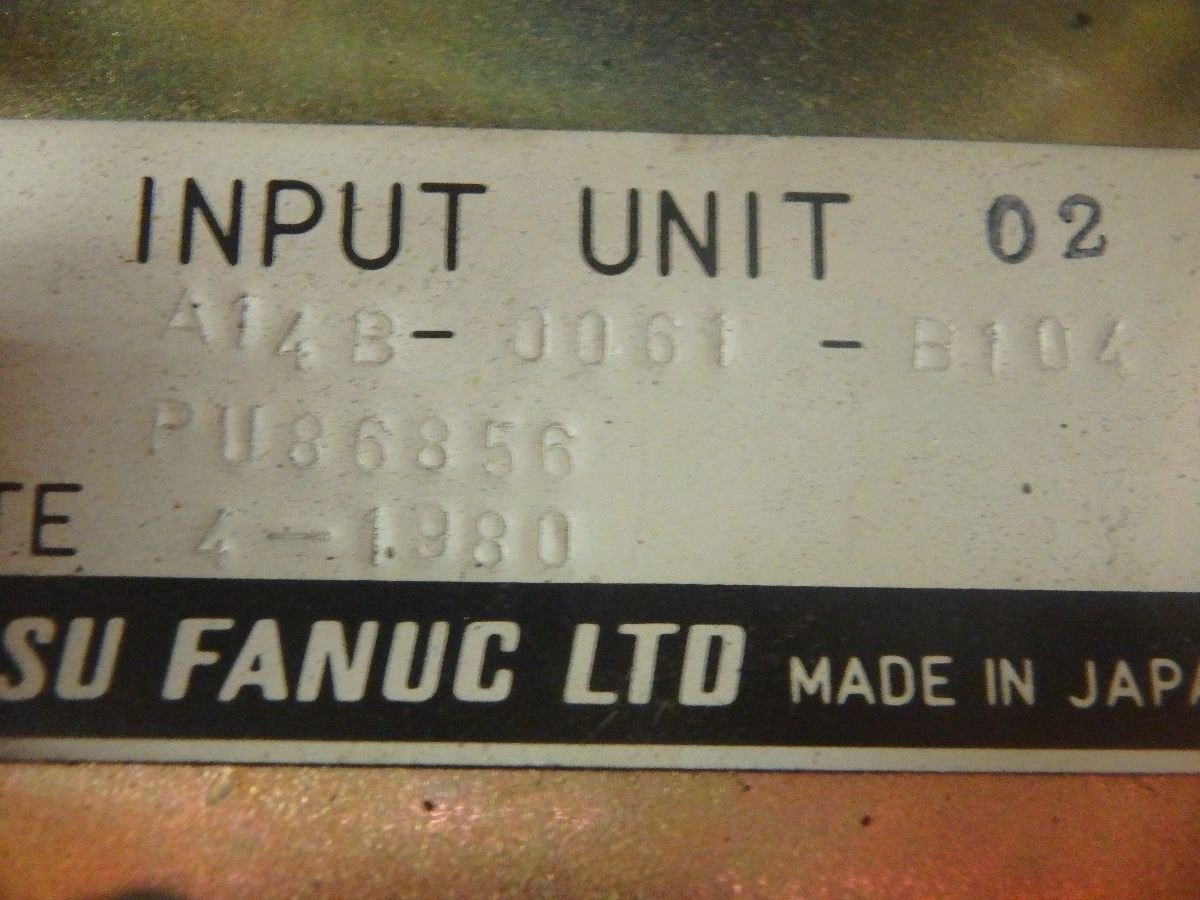 INPUT UNIT 02
A14B-0061-B104
PU86856
TE 4-1980
SU FANUC LTD MADE IN JAPA